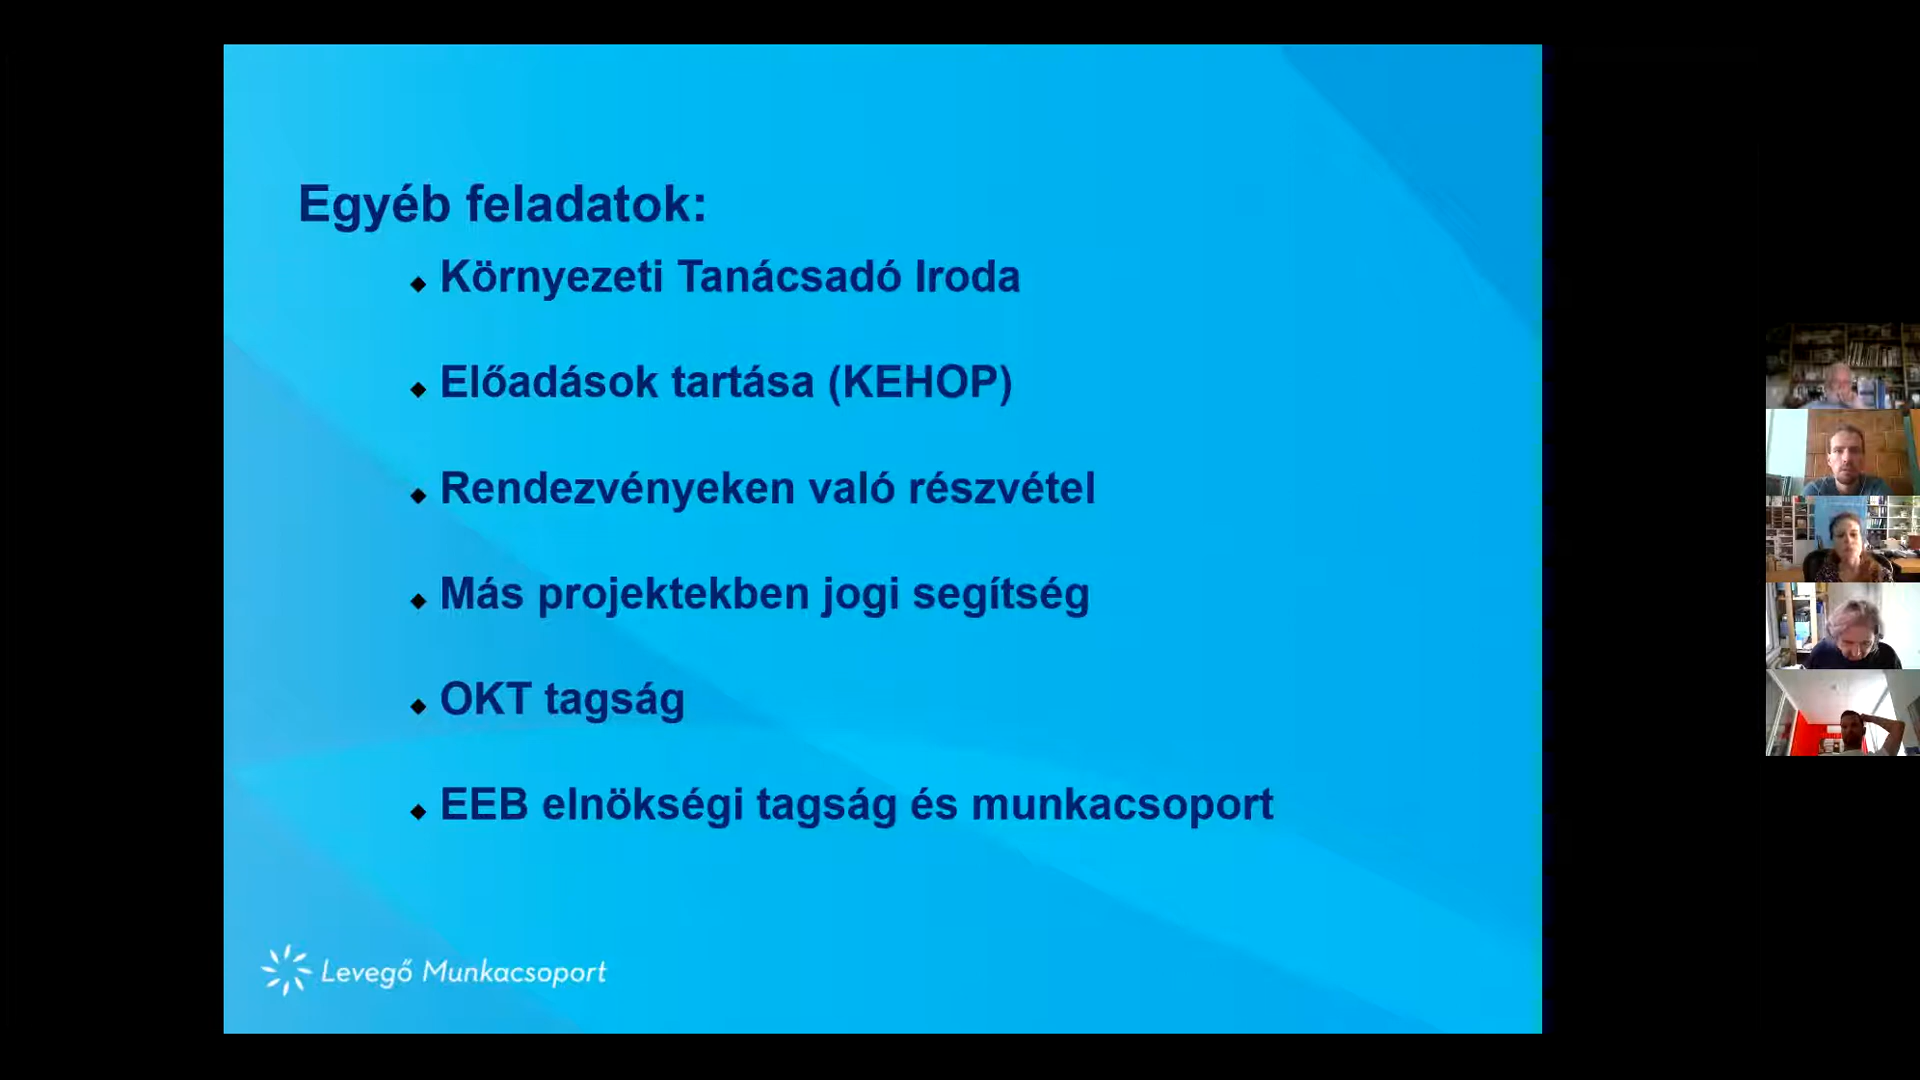 Egyéb feladatok:
Környezeti Tanácsadó Iroda
Előadások tartása (KEHOP)
Rendezvényeken való részvétel
Más projektekben jogi segítség
OKT tagság
EEB elnökségi tagság és munkacsoport
Levegő Munkacsoport